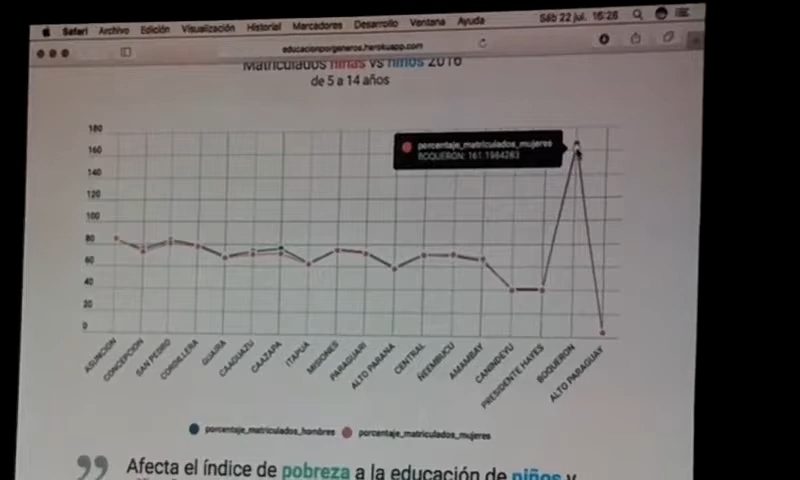 Safari Archivo Edición Visualización Historial Marcadores Desarrollo Ventana Ayuda Sáb 22 jul. 16:26
educacionporgeneros.herokuapp.com
Matriculados niñas vs niños 2016
de 5 a 14 años
180
160
140
120
100
80
60
40
20
0
porcentaje_matriculados_mujeres
BOQUERON: 161.1984283
ASUNCION
CONCEPCION
SAN PEDRO
CORDILLERA
GUAIRA
CAAGUAZU
CAAZAPA
ITAPUA
MISIONES
PARAGUARI
ALTO PARANA
CENTRAL
ÑEEMBUCU
AMAMBAY
CANINDEYU
PRESIDENTE HAYES
BOQUERON
ALTO PARAGUAY
porcentaje_matriculados_hombres porcentaje_matriculados_mujeres
Afecta el índice de pobreza a la educación de niños y